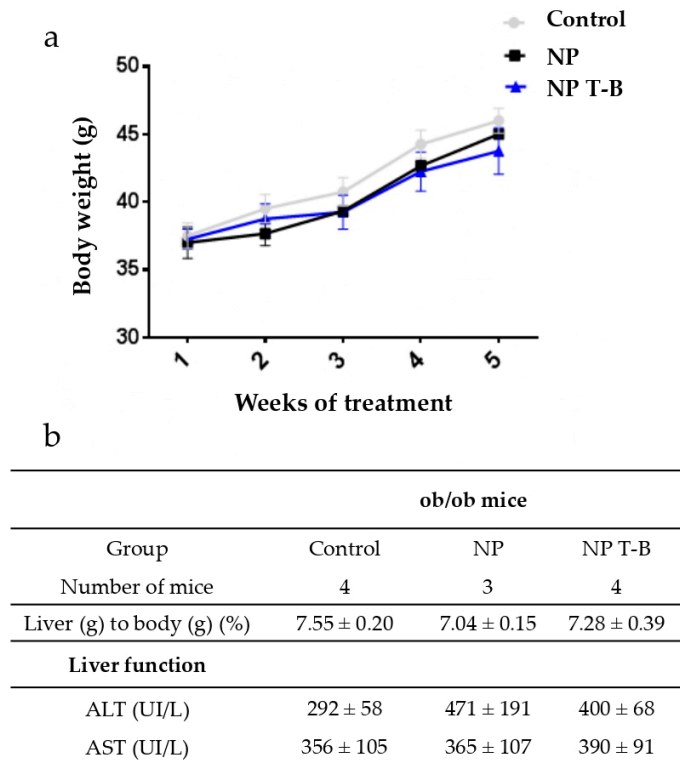 a
Control
NP
NP T-B
50
45
40
35
30
Body weight (g)
1 2 3 4 5
Weeks of treatment
b
ob/ob mice
Group Control NP NP T-B
Number of mice 4 3 4
Liver (g) to body (g) (%) 7.55 ± 0.20 7.04 ± 0.15 7.28 ± 0.39
Liver function
ALT (UI/L) 292 ± 58 471 ± 191 400 ± 68
AST (UI/L) 356 ± 105 365 ± 107 390 ± 91